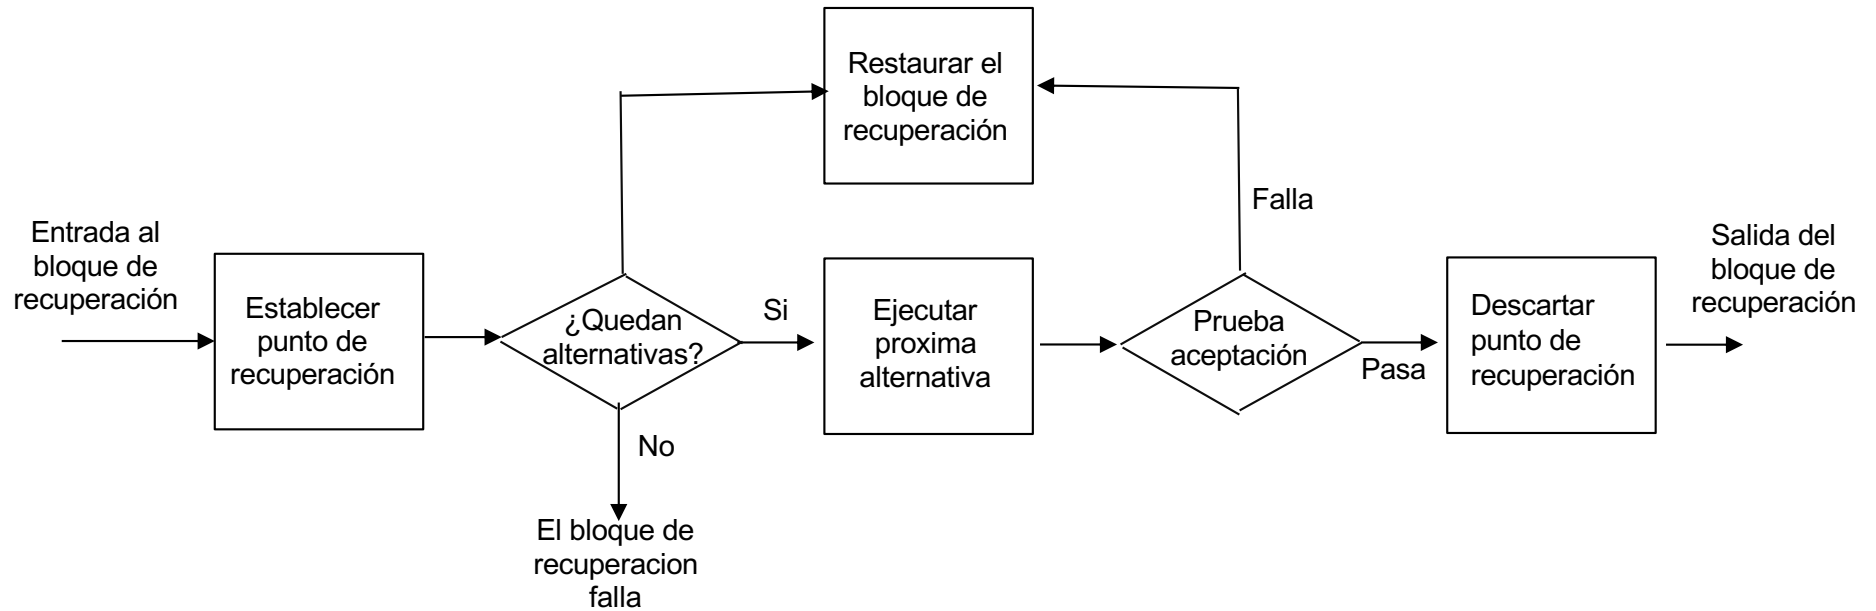 Restaurar el
bloque de
recuperación
Falla
Entrada al
bloque de
recuperación
Establecer
punto de
recuperación
¿Quedan
alternativas?
Si
No
El bloque de
recuperacion
falla
Ejecutar
proxima
alternativa
Prueba
aceptación
Pasa
Descartar
punto de
recuperación
Salida del
bloque de
recuperación